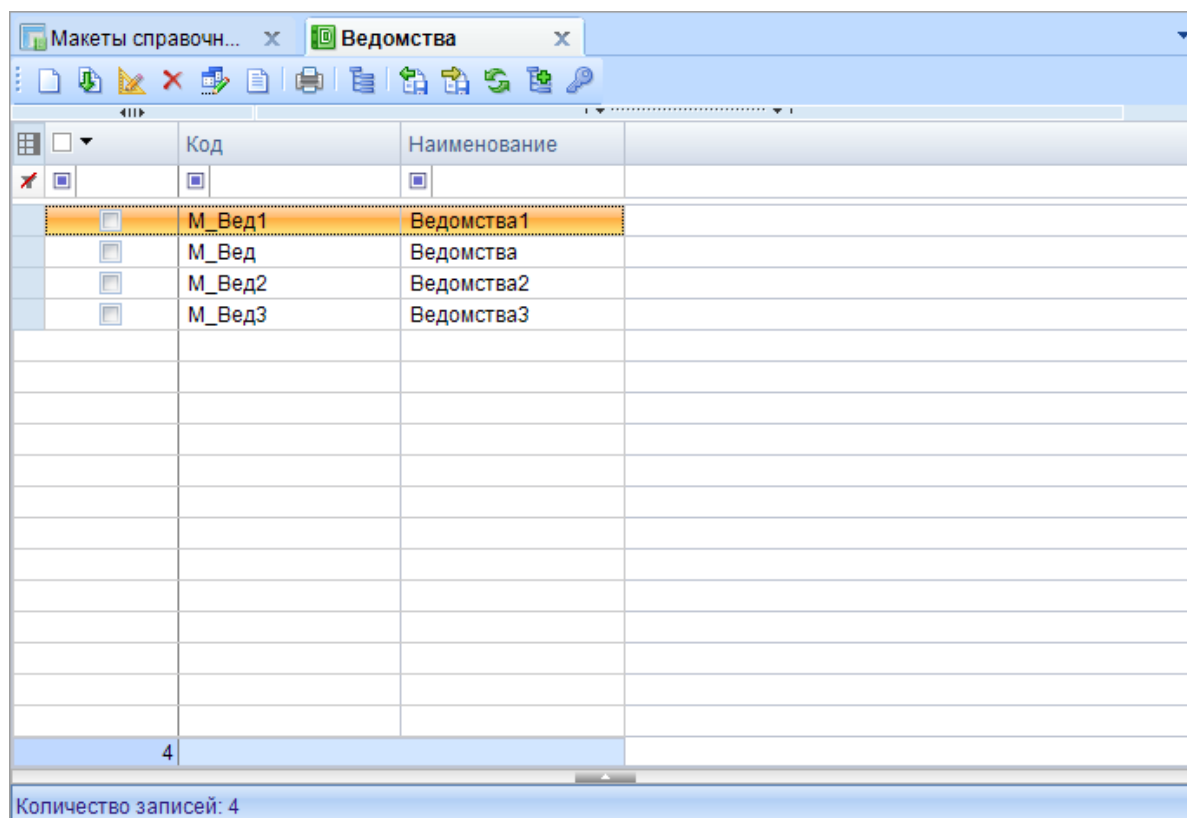 Макеты справочн... Ведомства
Код Наименование
М_Вед1 Ведомства1
М_Вед Ведомства
М_Вед2 Ведомства2
М_Вед3 Ведомства3
4
Количество записей: 4